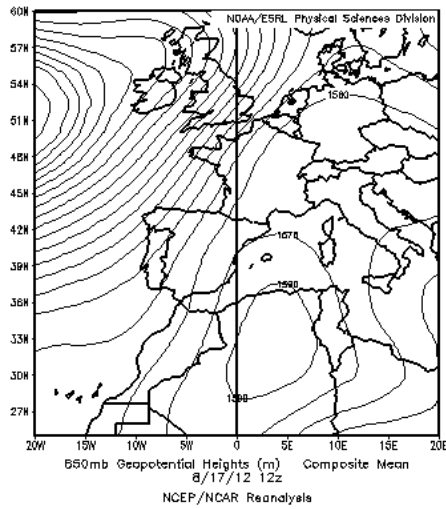 NOAA/ESRL Physical Sciences Division
60N
57N
54N
51N
48N
45N
42N
39N
36N
33N
30N
27N
1580
1570
1590
1590
20W 15W 10W 5W 0 5E 10E 15E 20E
850mb Geopotential Heights (m) Composite Mean
8/17/12 12z
NCEP/NCAR Reanalysis